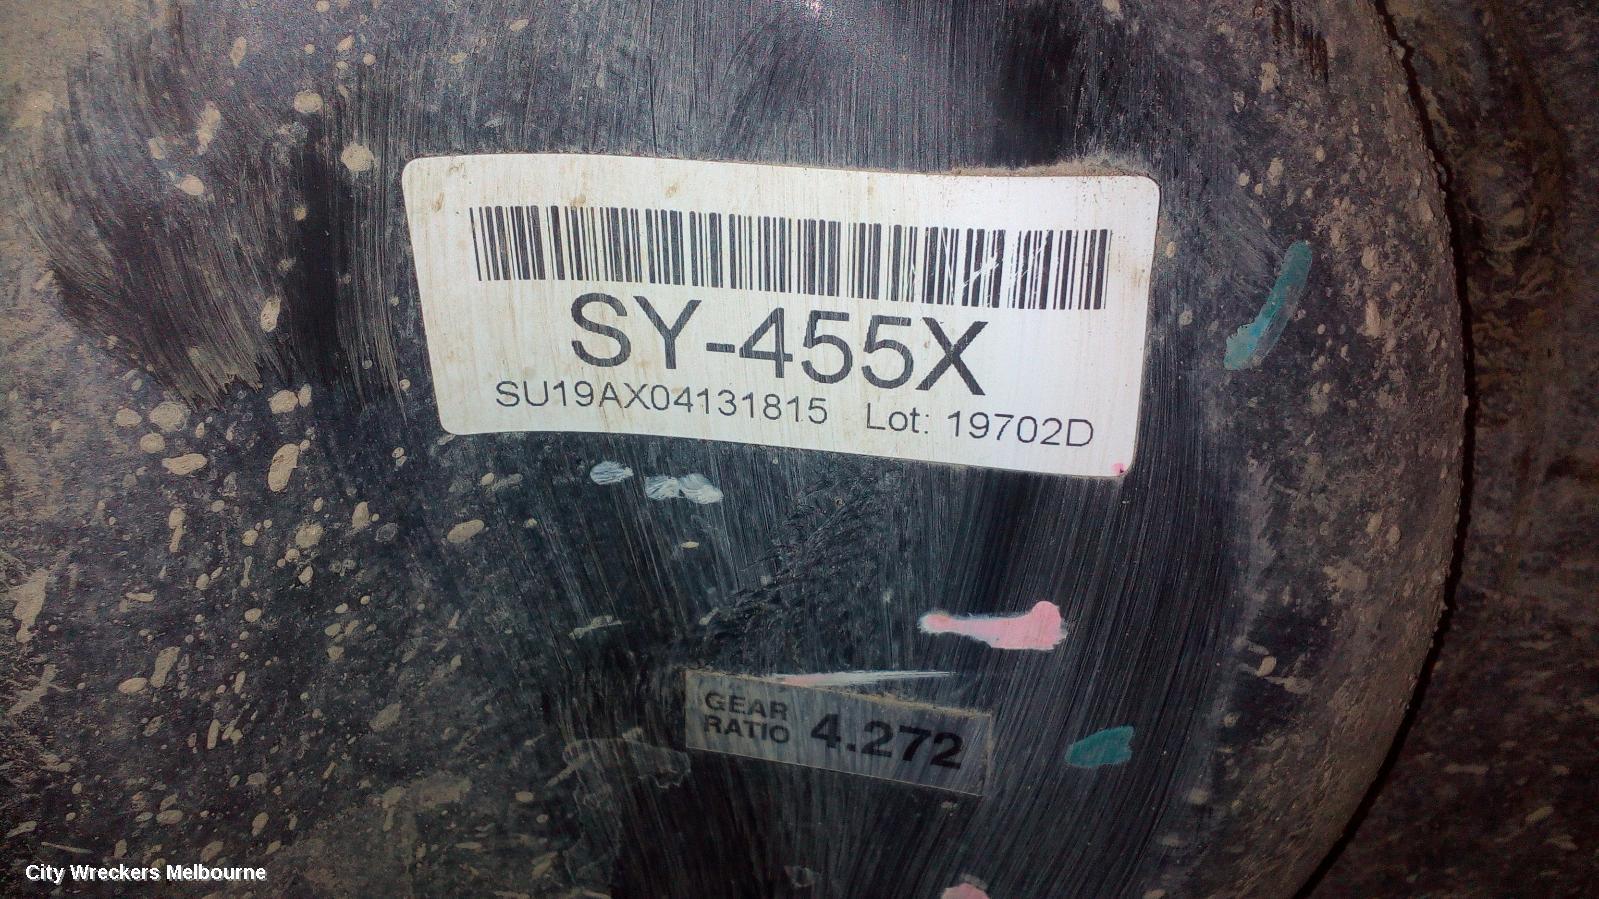 SY-455X
SU19AX04131815 Lot: 19702D
GEAR
RATIO 4.272
City Wreckers Melbourne